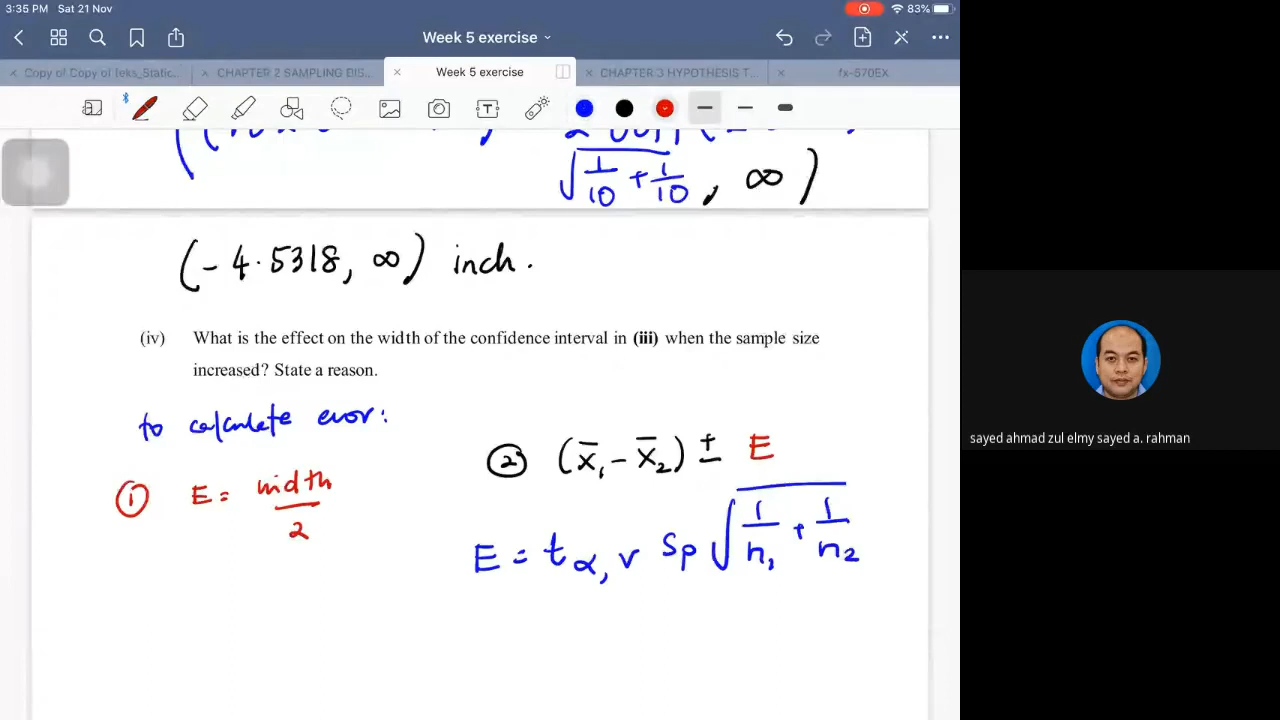 3:35 PM Sat 21 Nov
83%
Week 5 exercise
Copy of Copy of Teks_Static...
CHAPTER 2 SAMPLING DIS...
Week 5 exercise
CHAPTER 3 HYPOTHESIS T...
fx-570EX
√(1/10 + 1/10) , ∞ )
(-4.5318, ∞) inch.
(iv) What is the effect on the width of the confidence interval in (iii) when the sample size
increased? State a reason.
to calculate error:
① E = width / 2
② (x̄₁ - x̄₂) ± E
E = t α, v Sp √(1/n₁ + 1/n₂)
sayed ahmad zul elmy sayed a. rahman